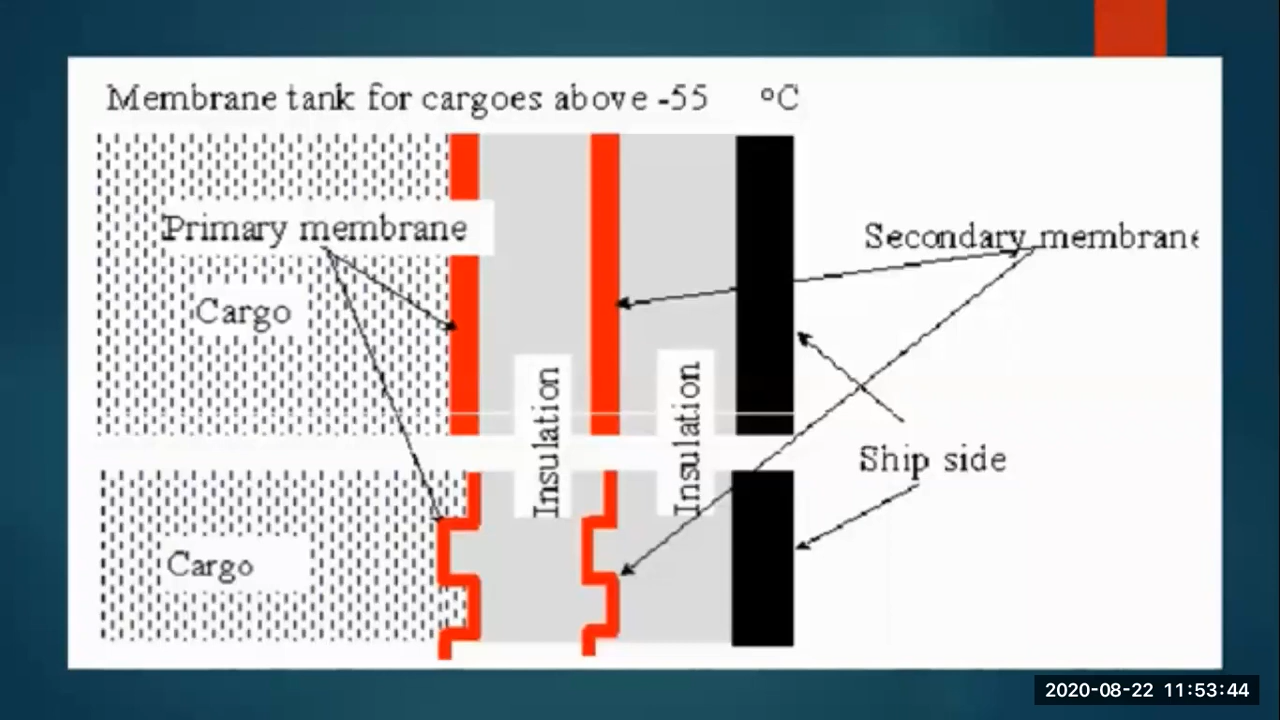 Membrane tank for cargoes above -55 °C
Primary membrane
Secondary membrane
Cargo
Insulation
Insulation
Ship side
Cargo
2020-08-22 11:53:44